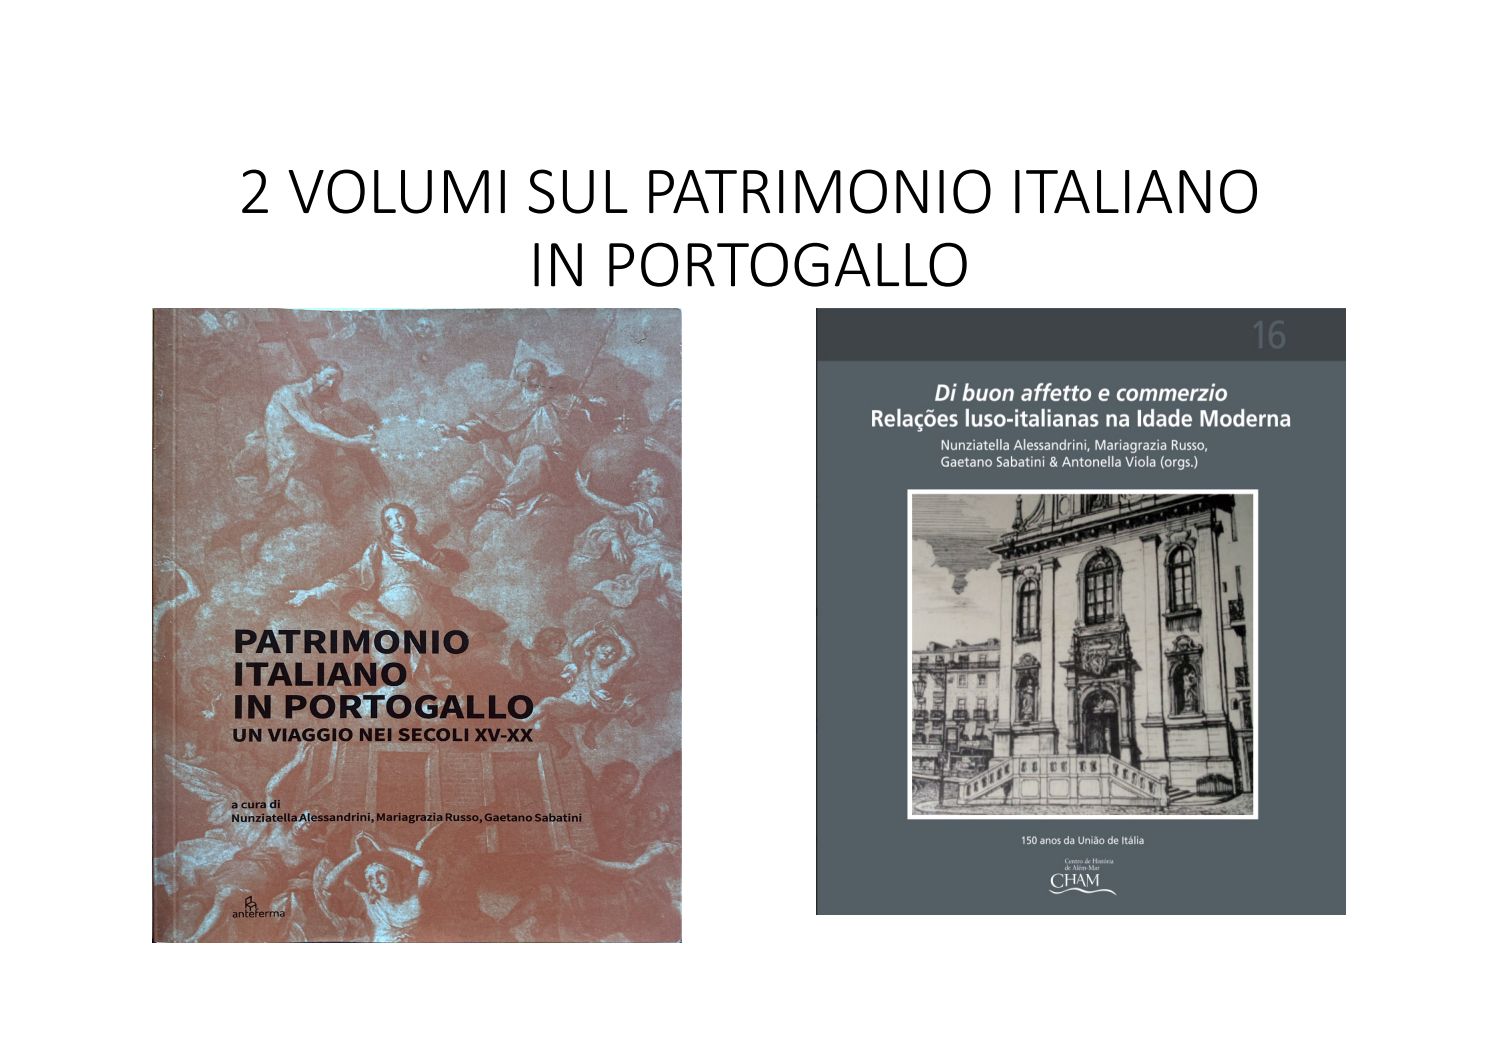 2 VOLUMI SUL PATRIMONIO ITALIANO
IN PORTOGALLO
PATRIMONIO
ITALIANO
IN PORTOGALLO
UN VIAGGIO NEI SECOLI XV-XX
a cura di
Nunziatella Alessandrini, Mariagrazia Russo, Gaetano Sabatini
anteferma
16
Di buon affetto e commerzio
Relações luso-italianas na Idade Moderna
Nunziatella Alessandrini, Mariagrazia Russo,
Gaetano Sabatini & Antonella Viola (orgs.)
150 anos da União de Itália
Centro de História
de Além-Mar
CHAM